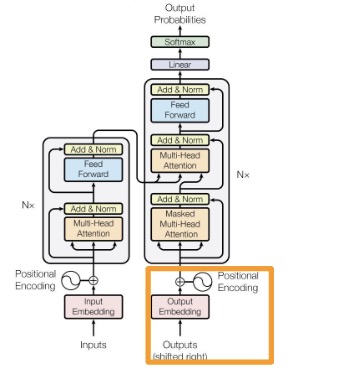 Output
Probabilities
Softmax
Linear
Add & Norm
Feed
Forward
Add & Norm
Multi-Head
Attention
Add & Norm
Masked
Multi-Head
Attention
N×
Add & Norm
Feed
Forward
Add & Norm
Multi-Head
Attention
N×
Positional
Encoding
Positional
Encoding
Input
Embedding
Output
Embedding
Inputs
Outputs
(shifted right)